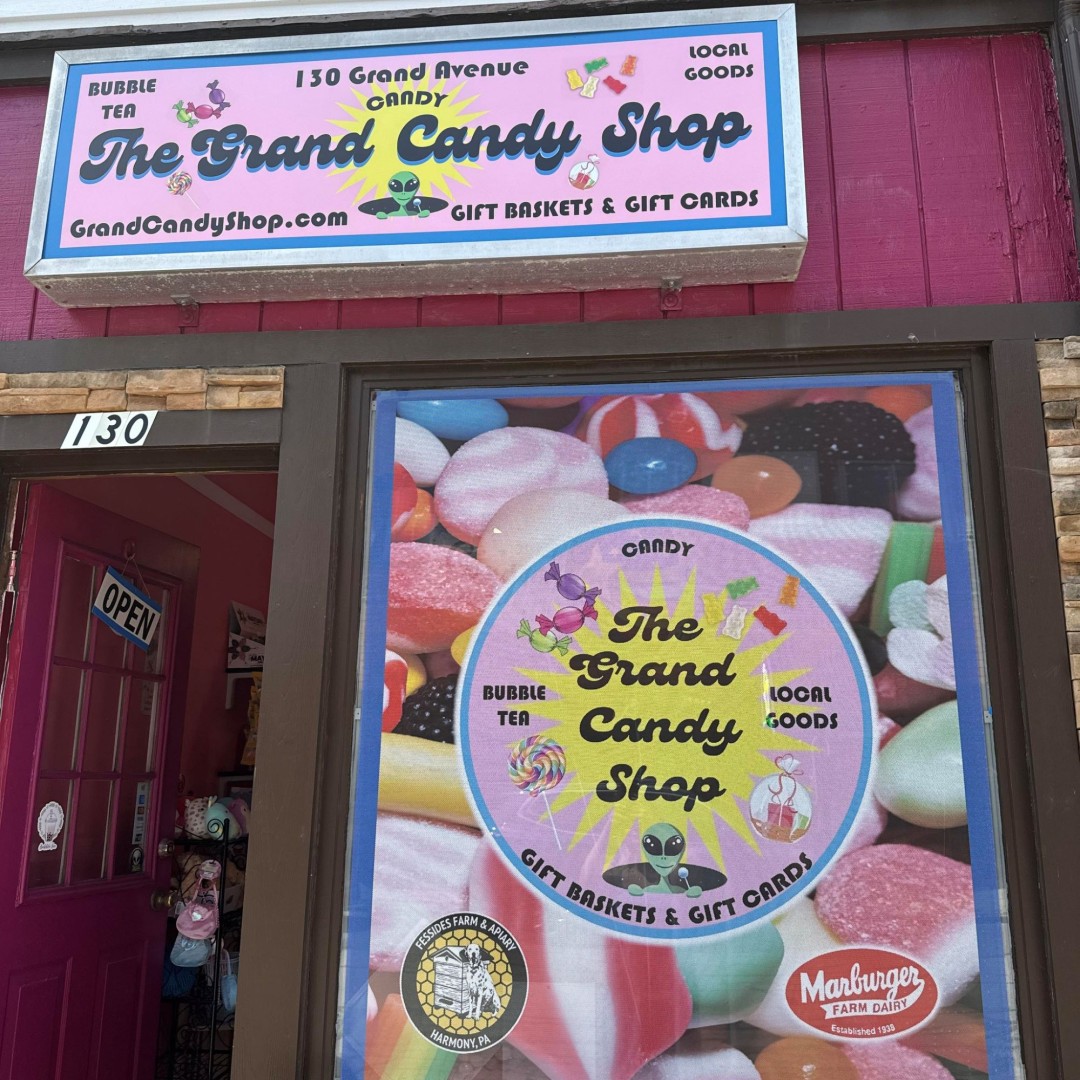 130 Grand Avenue
BUBBLE
TEA
LOCAL
GOODS
CANDY
The Grand Candy Shop
GrandCandyShop.com
GIFT BASKETS & GIFT CARDS
130
OPEN
CANDY
The
Grand
Candy
Shop
BUBBLE
TEA
LOCAL
GOODS
GIFT BASKETS & GIFT CARDS
FESSIDES FARM & APIARY
HARMONY, PA
Marburger
FARM DAIRY
Established 1938